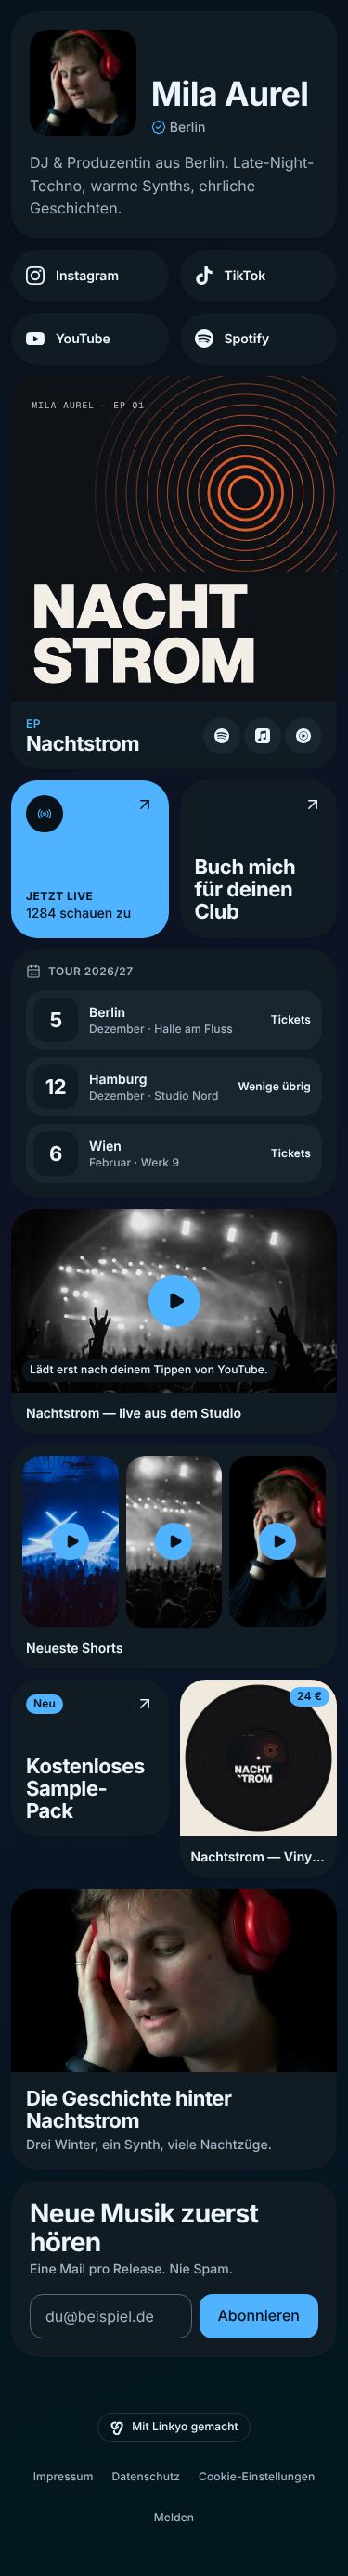 Mila Aurel
Berlin
DJ & Produzentin aus Berlin. Late-Night-
Techno, warme Synths, ehrliche
Geschichten.
Instagram
TikTok
YouTube
Spotify
MILA AUREL — EP 01
NACHT
STROM
EP
Nachtstrom
JETZT LIVE
1284 schauen zu
Buch mich
für deinen
Club
TOUR 2026/27
5
Berlin
Dezember · Halle am Fluss
Tickets
12
Hamburg
Dezember · Studio Nord
Wenige übrig
6
Wien
Februar · Werk 9
Tickets
Lädt erst nach deinem Tippen von YouTube.
Nachtstrom — live aus dem Studio
Neueste Shorts
Neu
Kostenloses
Sample-
Pack
24 €
NACHT
STROM
Nachtstrom — Viny...
Die Geschichte hinter
Nachtstrom
Drei Winter, ein Synth, viele Nachtzüge.
Neue Musik zuerst
hören
Eine Mail pro Release. Nie Spam.
du@beispiel.de
Abonnieren
Mit Linkyo gemacht
Impressum
Datenschutz
Cookie-Einstellungen
Melden